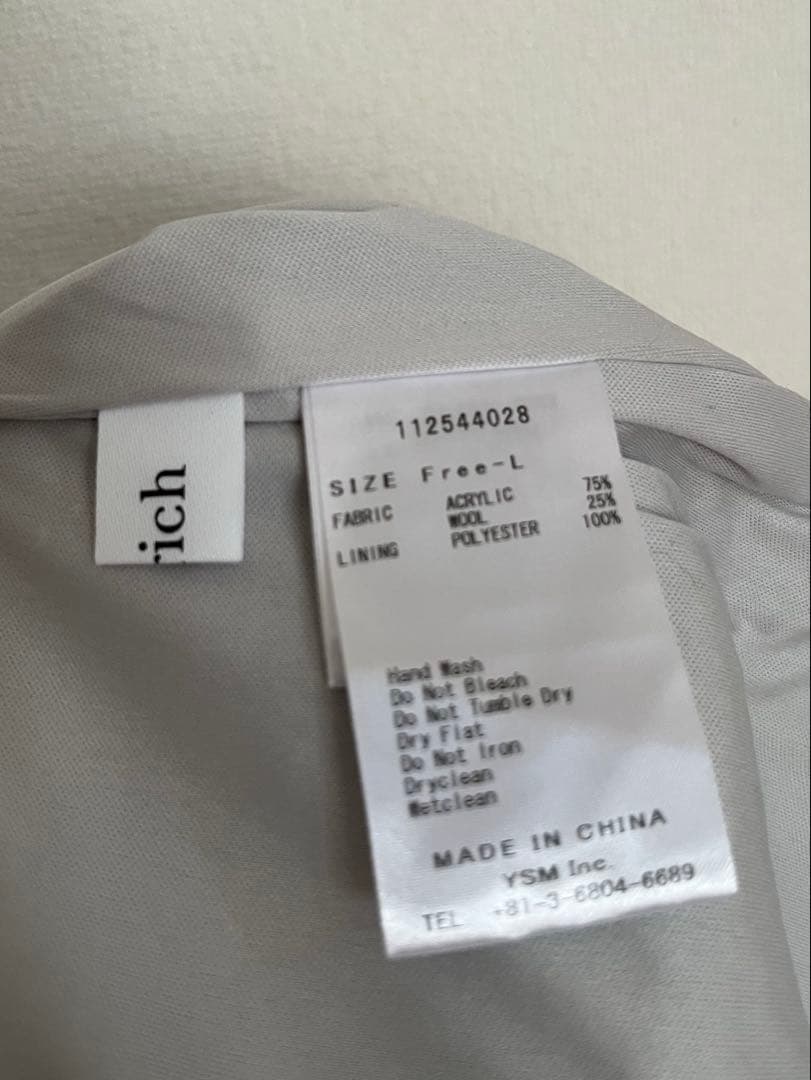 rich
112544028
SIZE Free-L
FABRIC ACRYLIC 75%
WOOL 25%
LINING POLYESTER 100%
Hand Wash
Do Not Bleach
Do Not Tumble Dry
Dry Flat
Do Not Iron
Dryclean
Wetclean
MADE IN CHINA
YSM Inc.
TEL +81-3-6804-6689